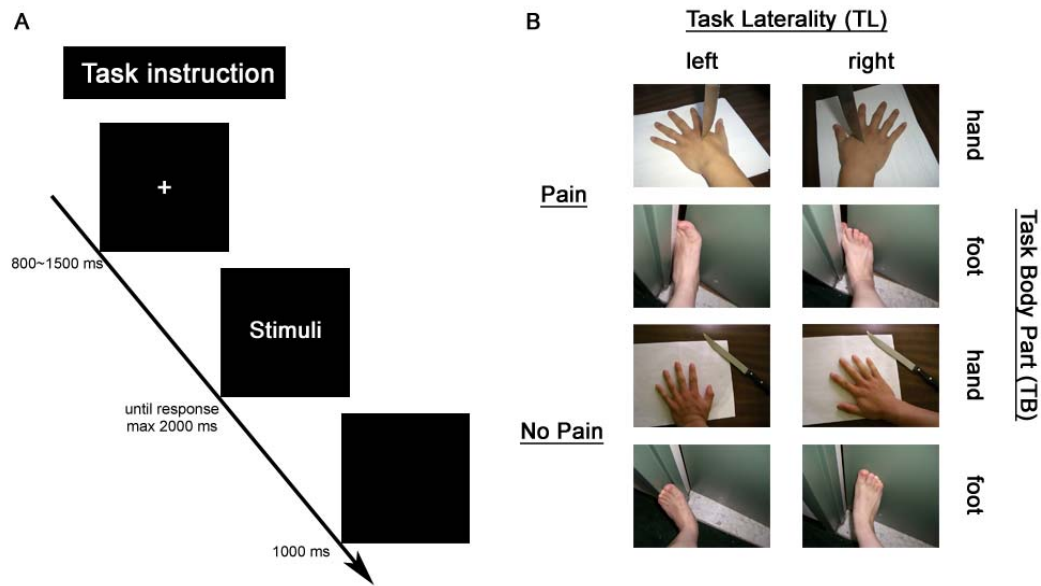 A
Task instruction
+
800~1500 ms
Stimuli
until response
max 2000 ms
1000 ms
B
Task Laterality (TL)
left right
Pain
No Pain
hand
foot
hand
foot
Task Body Part (TB)